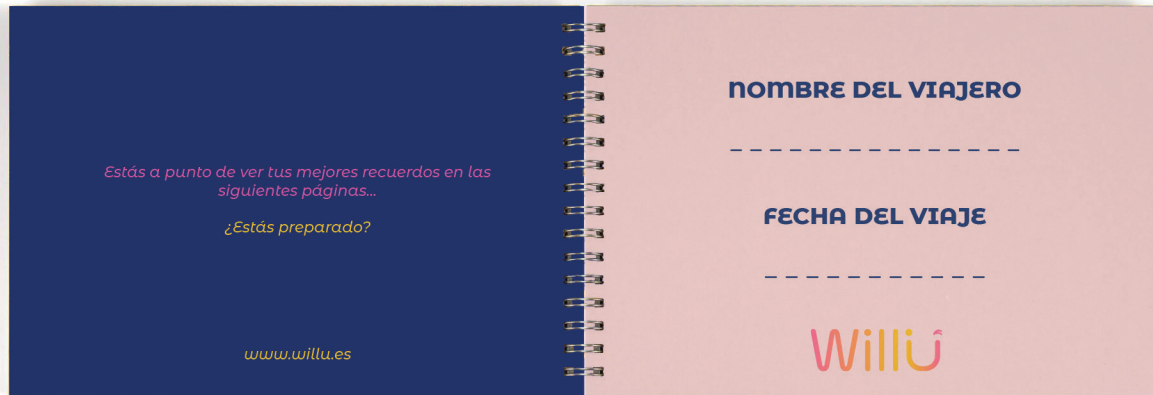 Estás a punto de ver tus mejores recuerdos en las
siguientes páginas...
¿Estás preparado?
www.willu.es
NOMBRE DEL VIAJERO
FECHA DEL VIAJE
Willü